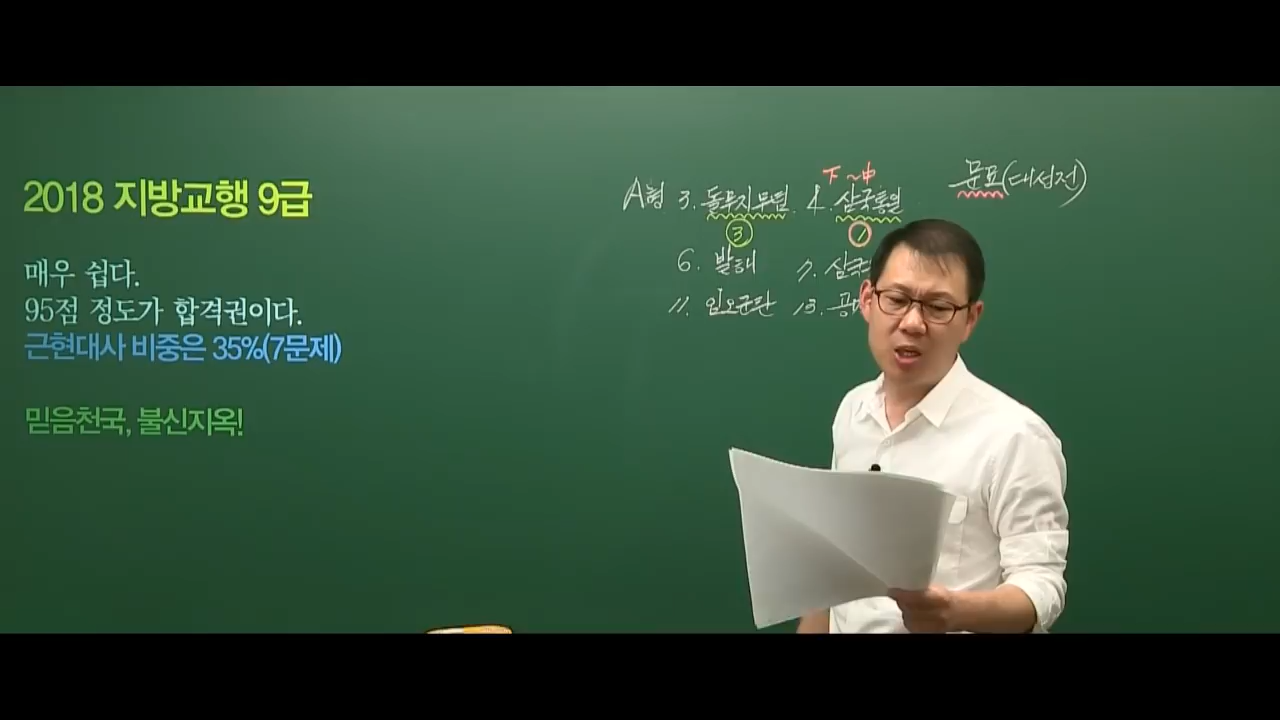 2018 지방교행 9급
매우 쉽다.
95점 정도가 합격권이다.
근현대사 비중은 35%(7문제)
믿음천국, 불신지옥!
下~中
문표(대성전)
A형 3. 돌무지무덤 4. 삼국통일
③ ①
6. 발해 7. 삼국
11. 임오군란 13. 공